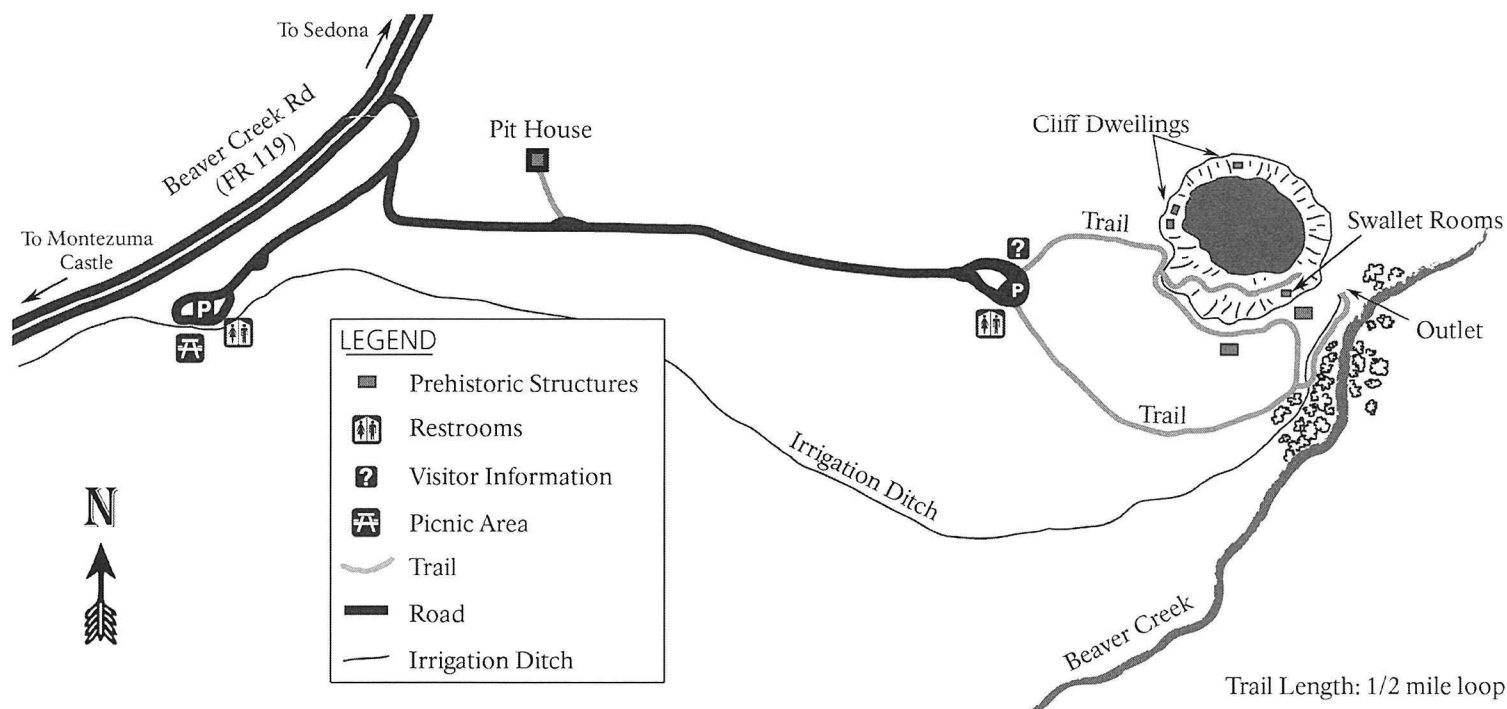 To Sedona
Beaver Creek Rd
(FR 119)
Pit House
Cliff Dweilings
To Montezuma
Castle
Trail
Swallet Rooms
?
P
P
Outlet
LEGEND
Prehistoric Structures
Restrooms
? Visitor Information
Picnic Area
Trail
Road
Irrigation Ditch
Trail
Irrigation Ditch
N
Beaver Creek
Trail Length: 1/2 mile loop